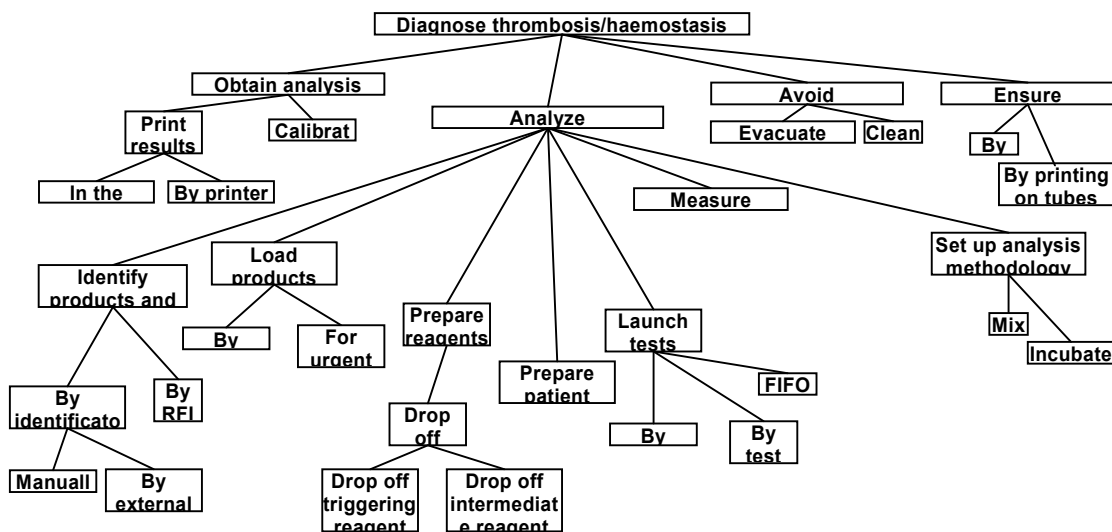 Diagnose thrombosis/haemostasis
Obtain analysis
Avoid
Ensure
Print
results
Calibrat
Analyze
Evacuate
Clean
By
In the
By printer
By printing
on tubes
Measure
Identify
products and
Load
products
Set up analysis
methodology
By
For
urgent
Prepare
reagents
Launch
tests
Mix
Incubate
By
identificato
By
RFI
Prepare
patient
FIFO
Drop
off
By
By
test
Manuall
By
external
Drop off
triggering
reagent
Drop off
intermediat
e reagent